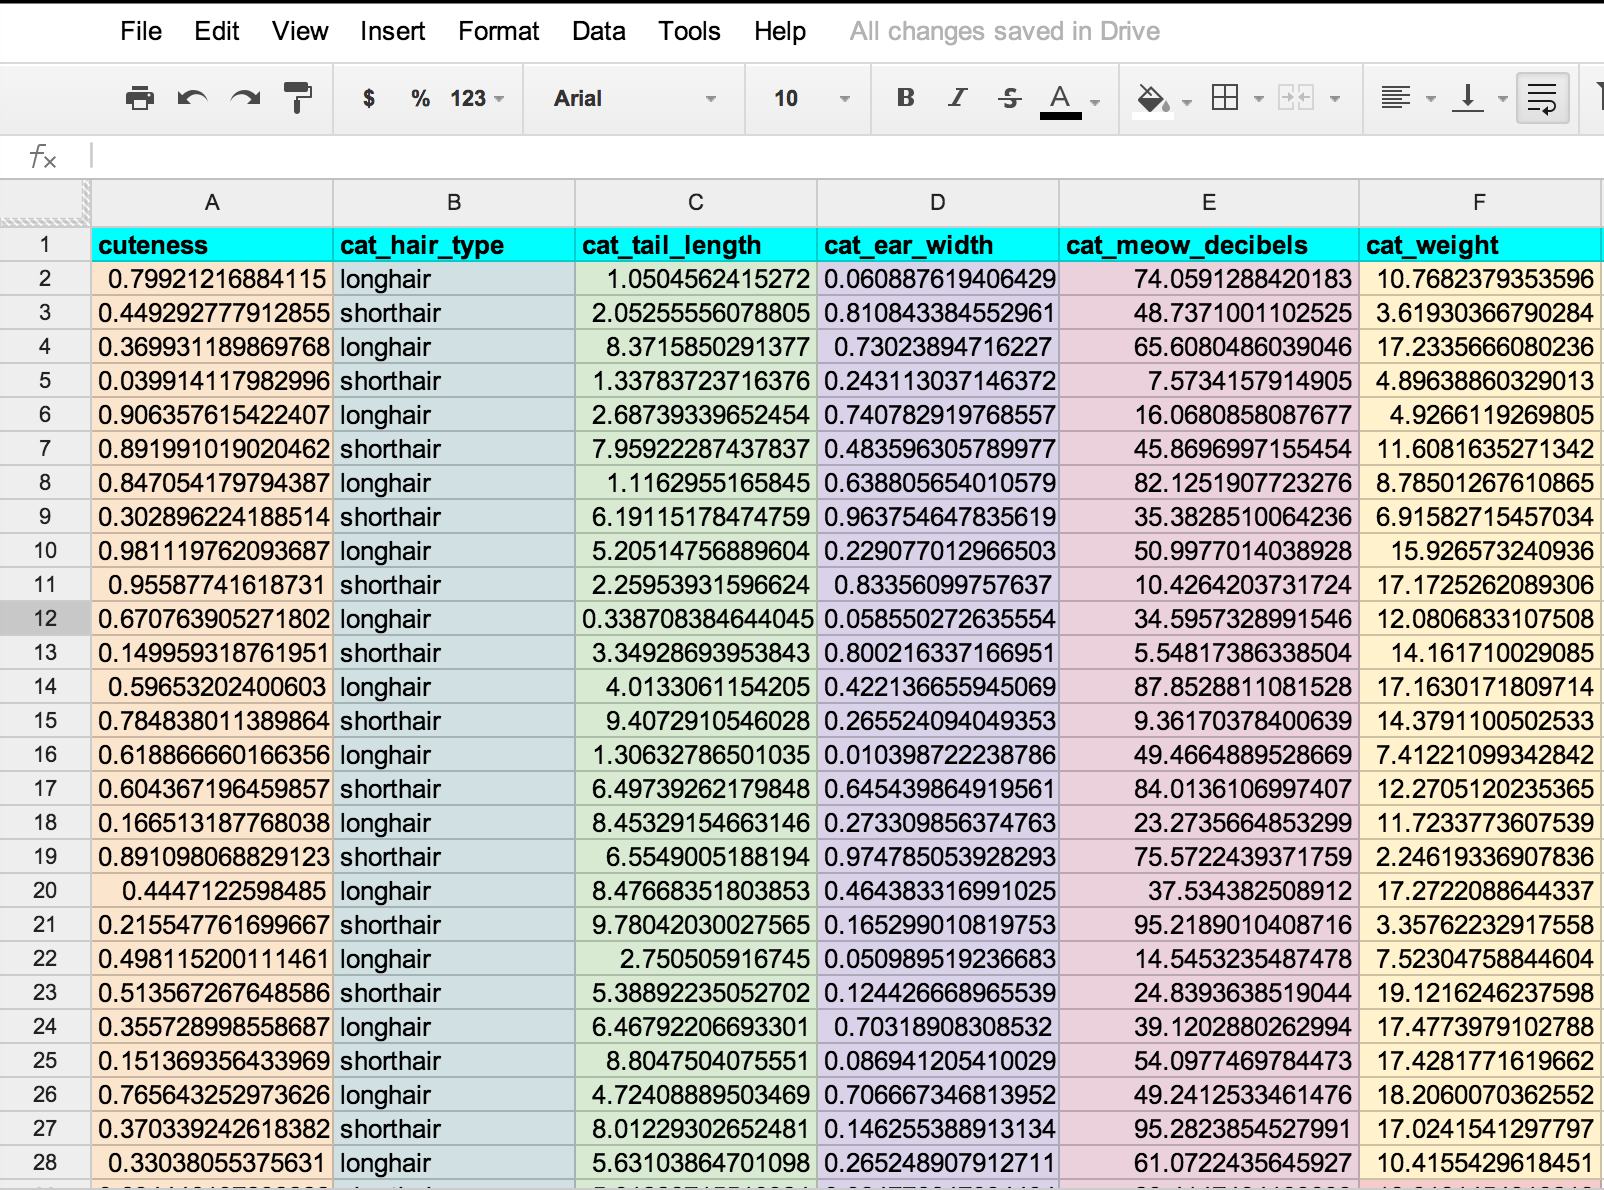 File Edit View Insert Format Data Tools Help All changes saved in Drive
$ % 123 Arial 10 B I S A
fx
A B C D E F
1 cuteness cat_hair_type cat_tail_length cat_ear_width cat_meow_decibels cat_weight
2 0.79921216884115 longhair 1.0504562415272 0.060887619406429 74.0591288420183 10.7682379353596
3 0.449292777912855 shorthair 2.05255556078805 0.810843384552961 48.7371001102525 3.61930366790284
4 0.369931189869768 longhair 8.3715850291377 0.73023894716227 65.6080486039046 17.2335666080236
5 0.039914117982996 shorthair 1.33783723716376 0.243113037146372 7.5734157914905 4.89638860329013
6 0.906357615422407 longhair 2.68739339652454 0.740782919768557 16.0680858087677 4.9266119269805
7 0.891991019020462 shorthair 7.95922287437837 0.483596305789977 45.8696997155454 11.6081635271342
8 0.847054179794387 longhair 1.1162955165845 0.638805654010579 82.1251907723276 8.78501267610865
9 0.302896224188514 shorthair 6.19115178474759 0.963754647835619 35.3828510064236 6.91582715457034
10 0.981119762093687 longhair 5.20514756889604 0.229077012966503 50.9977014038928 15.926573240936
11 0.95587741618731 shorthair 2.25953931596624 0.83356099757637 10.4264203731724 17.1725262089306
12 0.670763905271802 longhair 0.338708384644045 0.058550272635554 34.5957328991546 12.0806833107508
13 0.149959318761951 shorthair 3.34928693953843 0.800216337166951 5.54817386338504 14.161710029085
14 0.59653202400603 longhair 4.0133061154205 0.422136655945069 87.8528811081528 17.1630171809714
15 0.784838011389864 shorthair 9.4072910546028 0.265524094049353 9.36170378400639 14.3791100502533
16 0.618866660166356 longhair 1.30632786501035 0.010398722238786 49.4664889528669 7.41221099342842
17 0.604367196459857 shorthair 6.49739262179848 0.645439864919561 84.0136106997407 12.2705120235365
18 0.166513187768038 longhair 8.45329154663146 0.273309856374763 23.2735664853299 11.7233773607539
19 0.891098068829123 shorthair 6.5549005188194 0.974785053928293 75.5722439371759 2.24619336907836
20 0.4447122598485 longhair 8.47668351803853 0.464383316991025 37.534382508912 17.2722088644337
21 0.215547761699667 shorthair 9.78042030027565 0.165299010819753 95.2189010408716 3.35762232917558
22 0.498115200111461 longhair 2.750505916745 0.050989519236683 14.5453235487478 7.52304758844604
23 0.513567267648586 shorthair 5.38892235052702 0.124426668965539 24.8393638519044 19.1216246237598
24 0.355728998558687 longhair 6.46792206693301 0.70318908308532 39.1202880262994 17.4773979102788
25 0.151369356433969 shorthair 8.8047504075551 0.086941205410029 54.0977469784473 17.4281771619662
26 0.765643252973626 longhair 4.72408889503469 0.706667346813952 49.2412533461476 18.2060070362552
27 0.370339242618382 shorthair 8.01229302652481 0.146255388913134 95.2823854527991 17.0241541297797
28 0.33038055375631 longhair 5.63103864701098 0.265248907912711 61.0722435645927 10.4155429618451